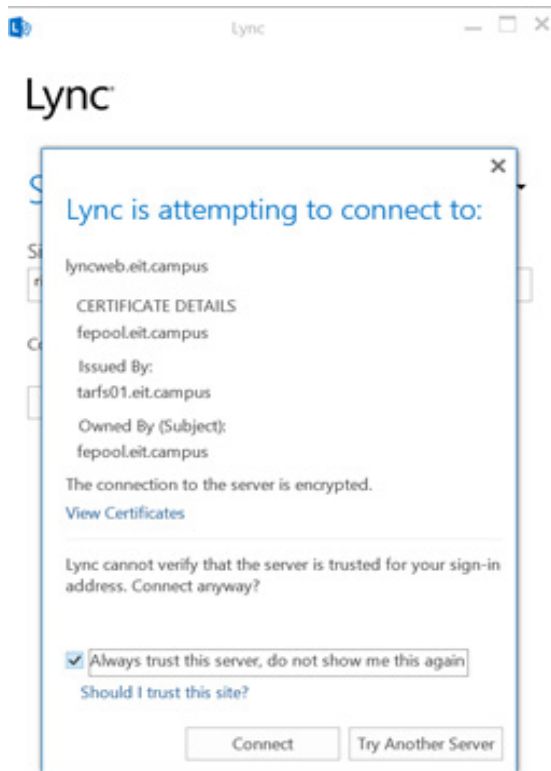 Lync
Lync
Lync is attempting to connect to:
lyncweb.eit.campus
CERTIFICATE DETAILS
fepool.eit.campus
Issued By:
tarfs01.eit.campus
Owned By (Subject):
fepool.eit.campus
The connection to the server is encrypted.
View Certificates
Lync cannot verify that the server is trusted for your sign-in
address. Connect anyway?
Always trust this server, do not show me this again
Should I trust this site?
Connect
Try Another Server